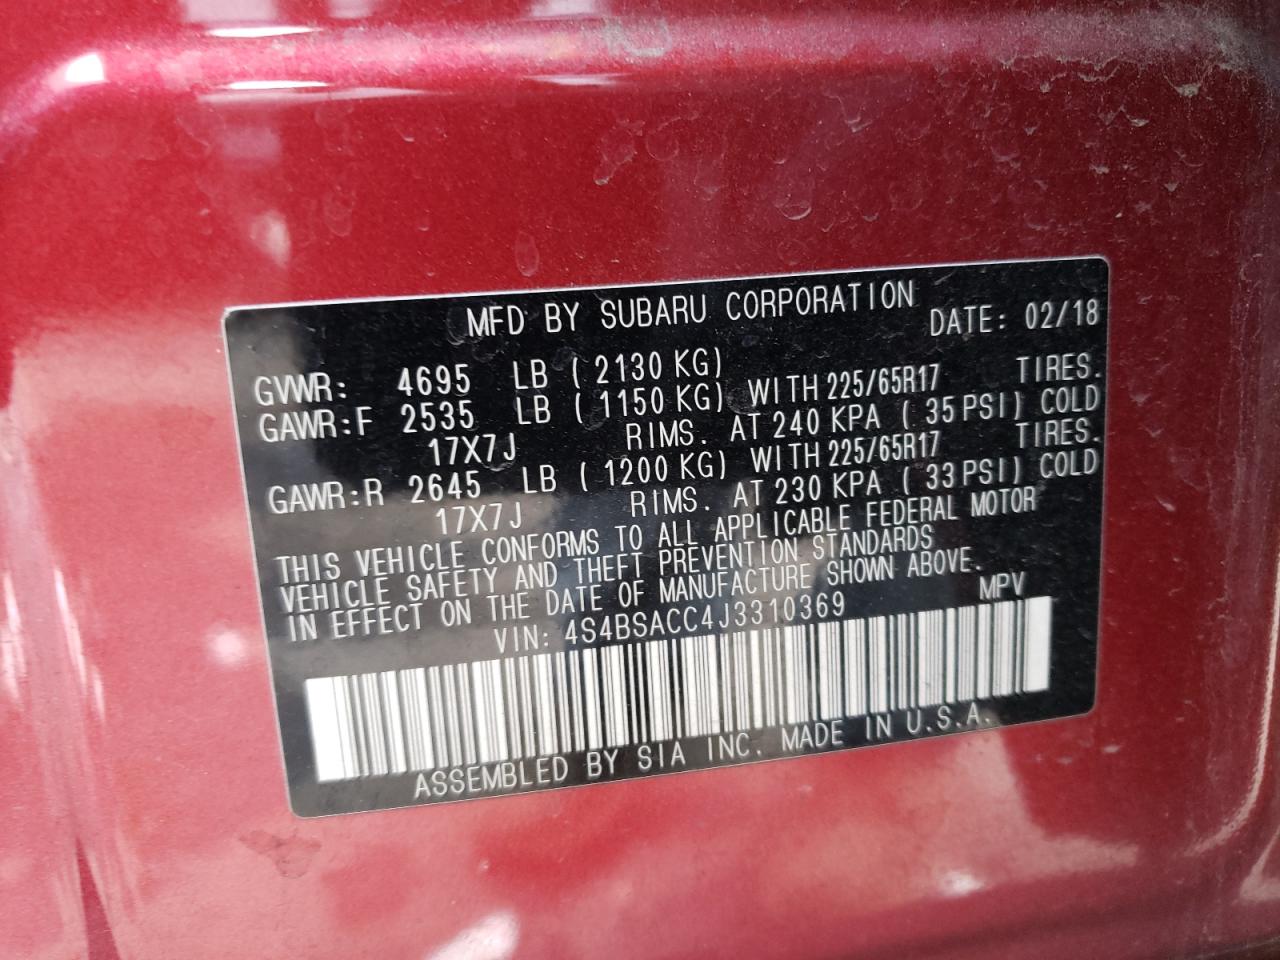 MFD BY SUBARU CORPORATION DATE: 02/18
GVWR: 4695 LB ( 2130 KG)
GAWR:F 2535 LB ( 1150 KG) WITH 225/65R17 TIRES.
17X7J RIMS. AT 240 KPA ( 35 PSI) COLD
GAWR:R 2645 LB ( 1200 KG) WITH 225/65R17 TIRES.
17X7J RIMS. AT 230 KPA ( 33 PSI) COLD
THIS VEHICLE CONFORMS TO ALL APPLICABLE FEDERAL MOTOR
VEHICLE SAFETY AND THEFT PREVENTION STANDARDS
IN EFFECT ON THE DATE OF MANUFACTURE SHOWN ABOVE.
VIN: 4S4BSACC4J3310369 MPV
ASSEMBLED BY SIA INC. MADE IN U.S.A.